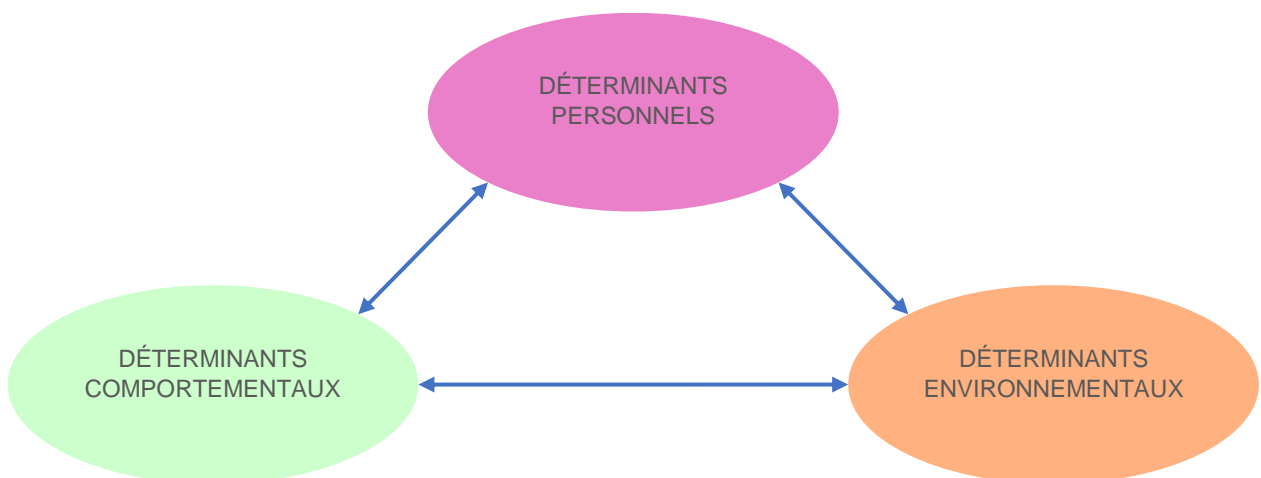 DÉTERMINANTS
PERSONNELS
DÉTERMINANTS
COMPORTEMENTAUX
DÉTERMINANTS
ENVIRONNEMENTAUX